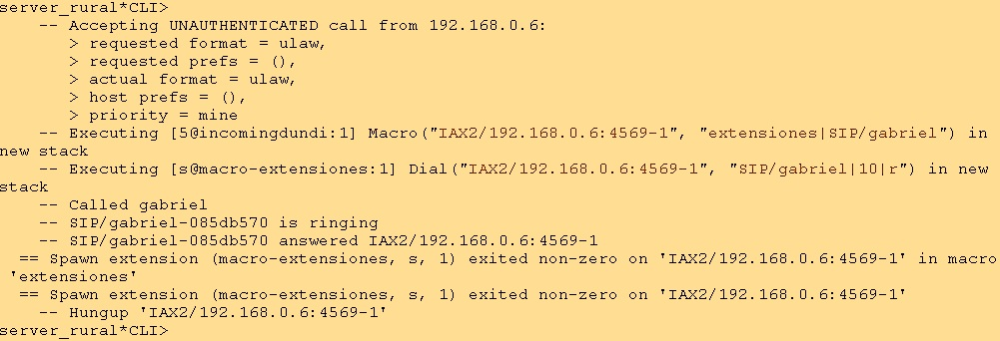 server_rural*CLI>
-- Accepting UNAUTHENTICATED call from 192.168.0.6:
> requested format = ulaw,
> requested prefs = (),
> actual format = ulaw,
> host prefs = (),
> priority = mine
-- Executing [5@incomingdundi:1] Macro("IAX2/192.168.0.6:4569-1", "extensiones|SIP/gabriel") in
new stack
-- Executing [s@macro-extensiones:1] Dial("IAX2/192.168.0.6:4569-1", "SIP/gabriel|10|r") in new
stack
-- Called gabriel
-- SIP/gabriel-085db570 is ringing
-- SIP/gabriel-085db570 answered IAX2/192.168.0.6:4569-1
== Spawn extension (macro-extensiones, s, 1) exited non-zero on 'IAX2/192.168.0.6:4569-1' in macro
'extensiones'
== Spawn extension (macro-extensiones, s, 1) exited non-zero on 'IAX2/192.168.0.6:4569-1'
-- Hungup 'IAX2/192.168.0.6:4569-1'
server_rural*CLI>